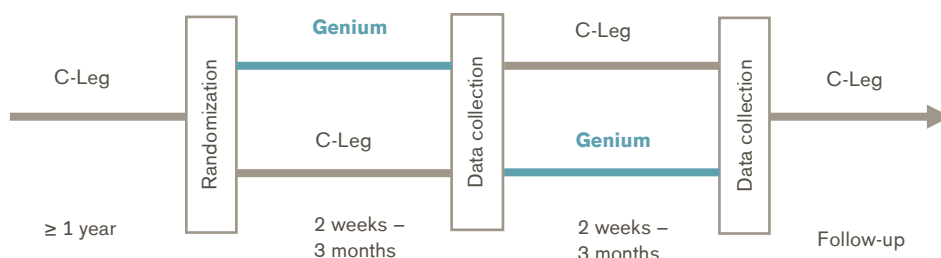 C-Leg
≥ 1 year
Randomization
Genium
C-Leg
2 weeks –
3 months
Data collection
C-Leg
Genium
2 weeks –
3 months
Data collection
C-Leg
Follow-up